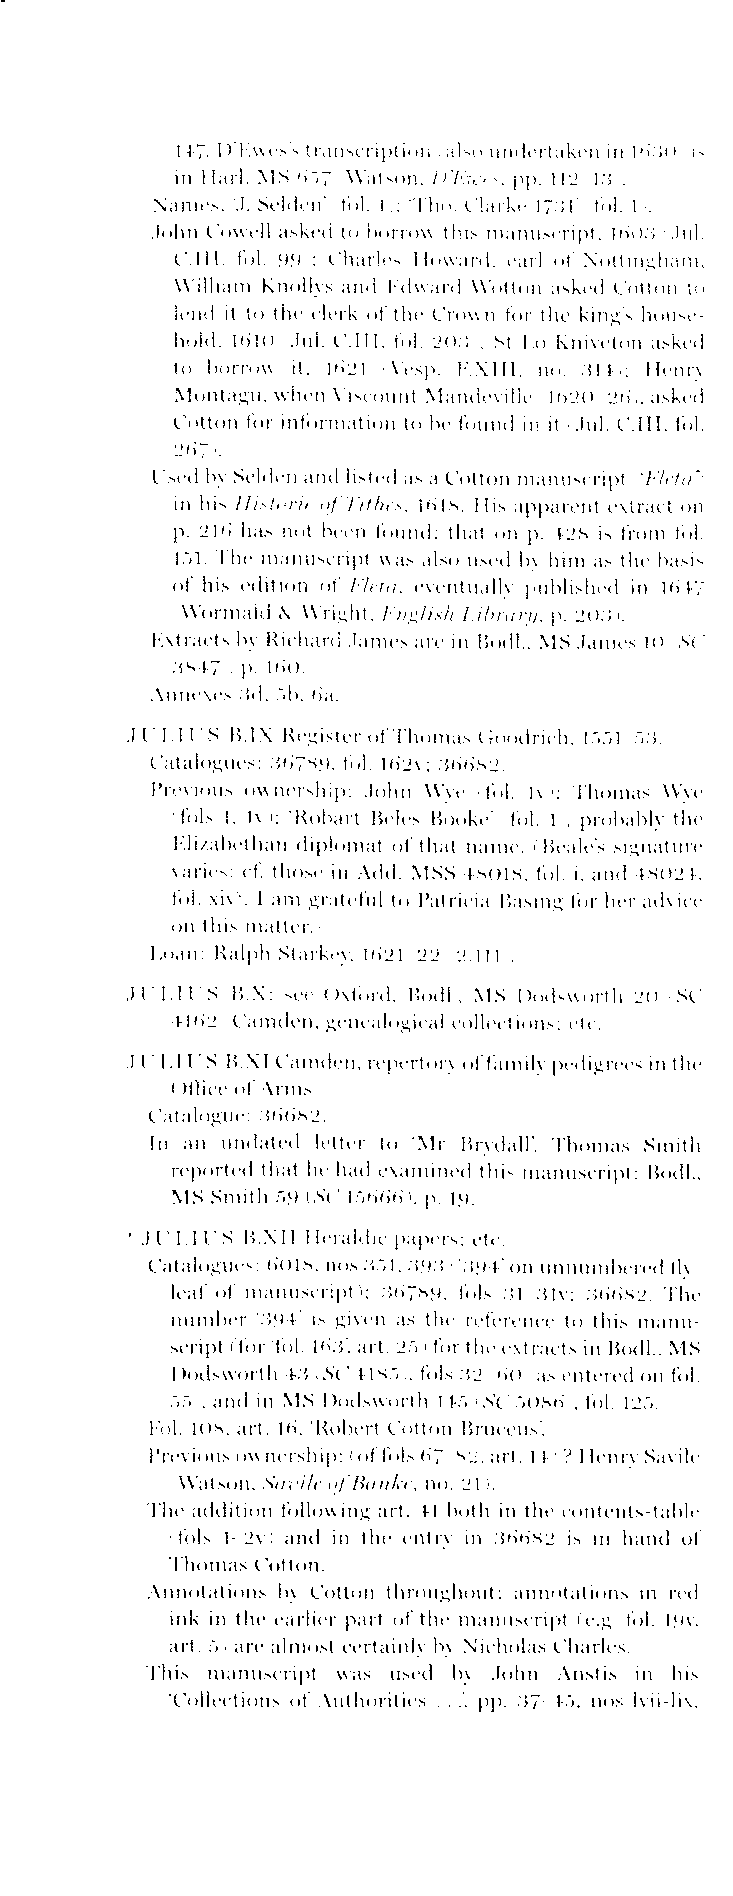 147. D'Ewes's transcription (also undertaken in 1630) is
in Harl. MS 657 (Watson, D'Ewes, pp. 112–13).
Names, 'J. Selden' (fol. 1); 'Tho. Clarke 1731' (fol. 1).
John Cowell asked to borrow this manuscript, 1603 (Jul.
C.III, fol. 99); Charles Howard, earl of Nottingham,
William Knollys and Edward Wotton asked Cotton to
lend it to the clerk of the Crown for the king's house-
hold, 1610 (Jul. C.III, fol. 203); St Lo Kniveton asked
to borrow it, 1621 (Vesp. F.XIII, no. 314); Henry
Montagu, when Viscount Mandeville (1620–26), asked
Cotton for information to be found in it (Jul. C.III, fol.
267).
Used by Selden and listed as a Cotton manuscript 'Fleta'
in his Historie of Tithes, 1618. His apparent extract on
p. 216 has not been found; that on p. 428 is from fol.
151. The manuscript was also used by him as the basis
of his edition of Fleta, eventually published in 1647
(Wormald & Wright, English Library, p. 203).
Extracts by Richard James are in Bodl., MS James 10 (SC
3847), p. 160.
Annexes 3d, 5b, 6a.
JULIUS B.IX Register of Thomas Goodrich, 1551–53.
Catalogues: 36789, fol. 162v; 36682.
Previous ownership: John Wye (fol. 1v); Thomas Wye
(fols 1, 1v); 'Robart Beles Booke' (fol. 1), probably the
Elizabethan diplomat of that name. (Beale's signature
varies: cf. those in Add. MSS 48018, fol. i, and 48024,
fol. xiv). I am grateful to Patricia Basing for her advice
on this matter.)
Loan: Ralph Starkey, 1621–22 (2.111).
JULIUS B.X: see Oxford, Bodl., MS Dodsworth 20 (SC
4162) Camden, genealogical collections; etc.
JULIUS B.XI Camden, repertory of family pedigrees in the
Office of Arms.
Catalogue: 36682.
In an undated letter to 'Mr Brydall', Thomas Smith
reported that he had examined this manuscript: Bodl.,
MS Smith 59 (SC 15666), p. 19.
* JULIUS B.XII Heraldic papers; etc.
Catalogues: 6018, nos 351, 393 ('394' on unnumbered fly-
leaf of manuscript); 36789, fols 31–31v; 36682. The
number '394' is given as the reference to this manu-
script (for 'fol. 163', art. 25) for the extracts in Bodl., MS
Dodsworth 43 (SC 4185), fols 32–60 (as entered on fol.
55), and in MS Dodsworth 145 (SC 5086), fol. 125.
Fol. 108, art. 16, 'Robert Cotton Bruceus'.
Previous ownership: (of fols 67–82, art. 14) ? Henry Savile
(Watson, Savile of Banke, no. 21).
The addition following art. 41 both in the contents-table
(fols 1–2v) and in the entry in 36682 is in hand of
Thomas Cotton.
Annotations by Cotton throughout; annotations in red
ink in the earlier part of the manuscript (e.g. fol. 19v,
art. 5) are almost certainly by Nicholas Charles.
This manuscript was used by John Anstis in his
'Collections of Authorities . . .', pp. 37–45, nos lvii-lix,